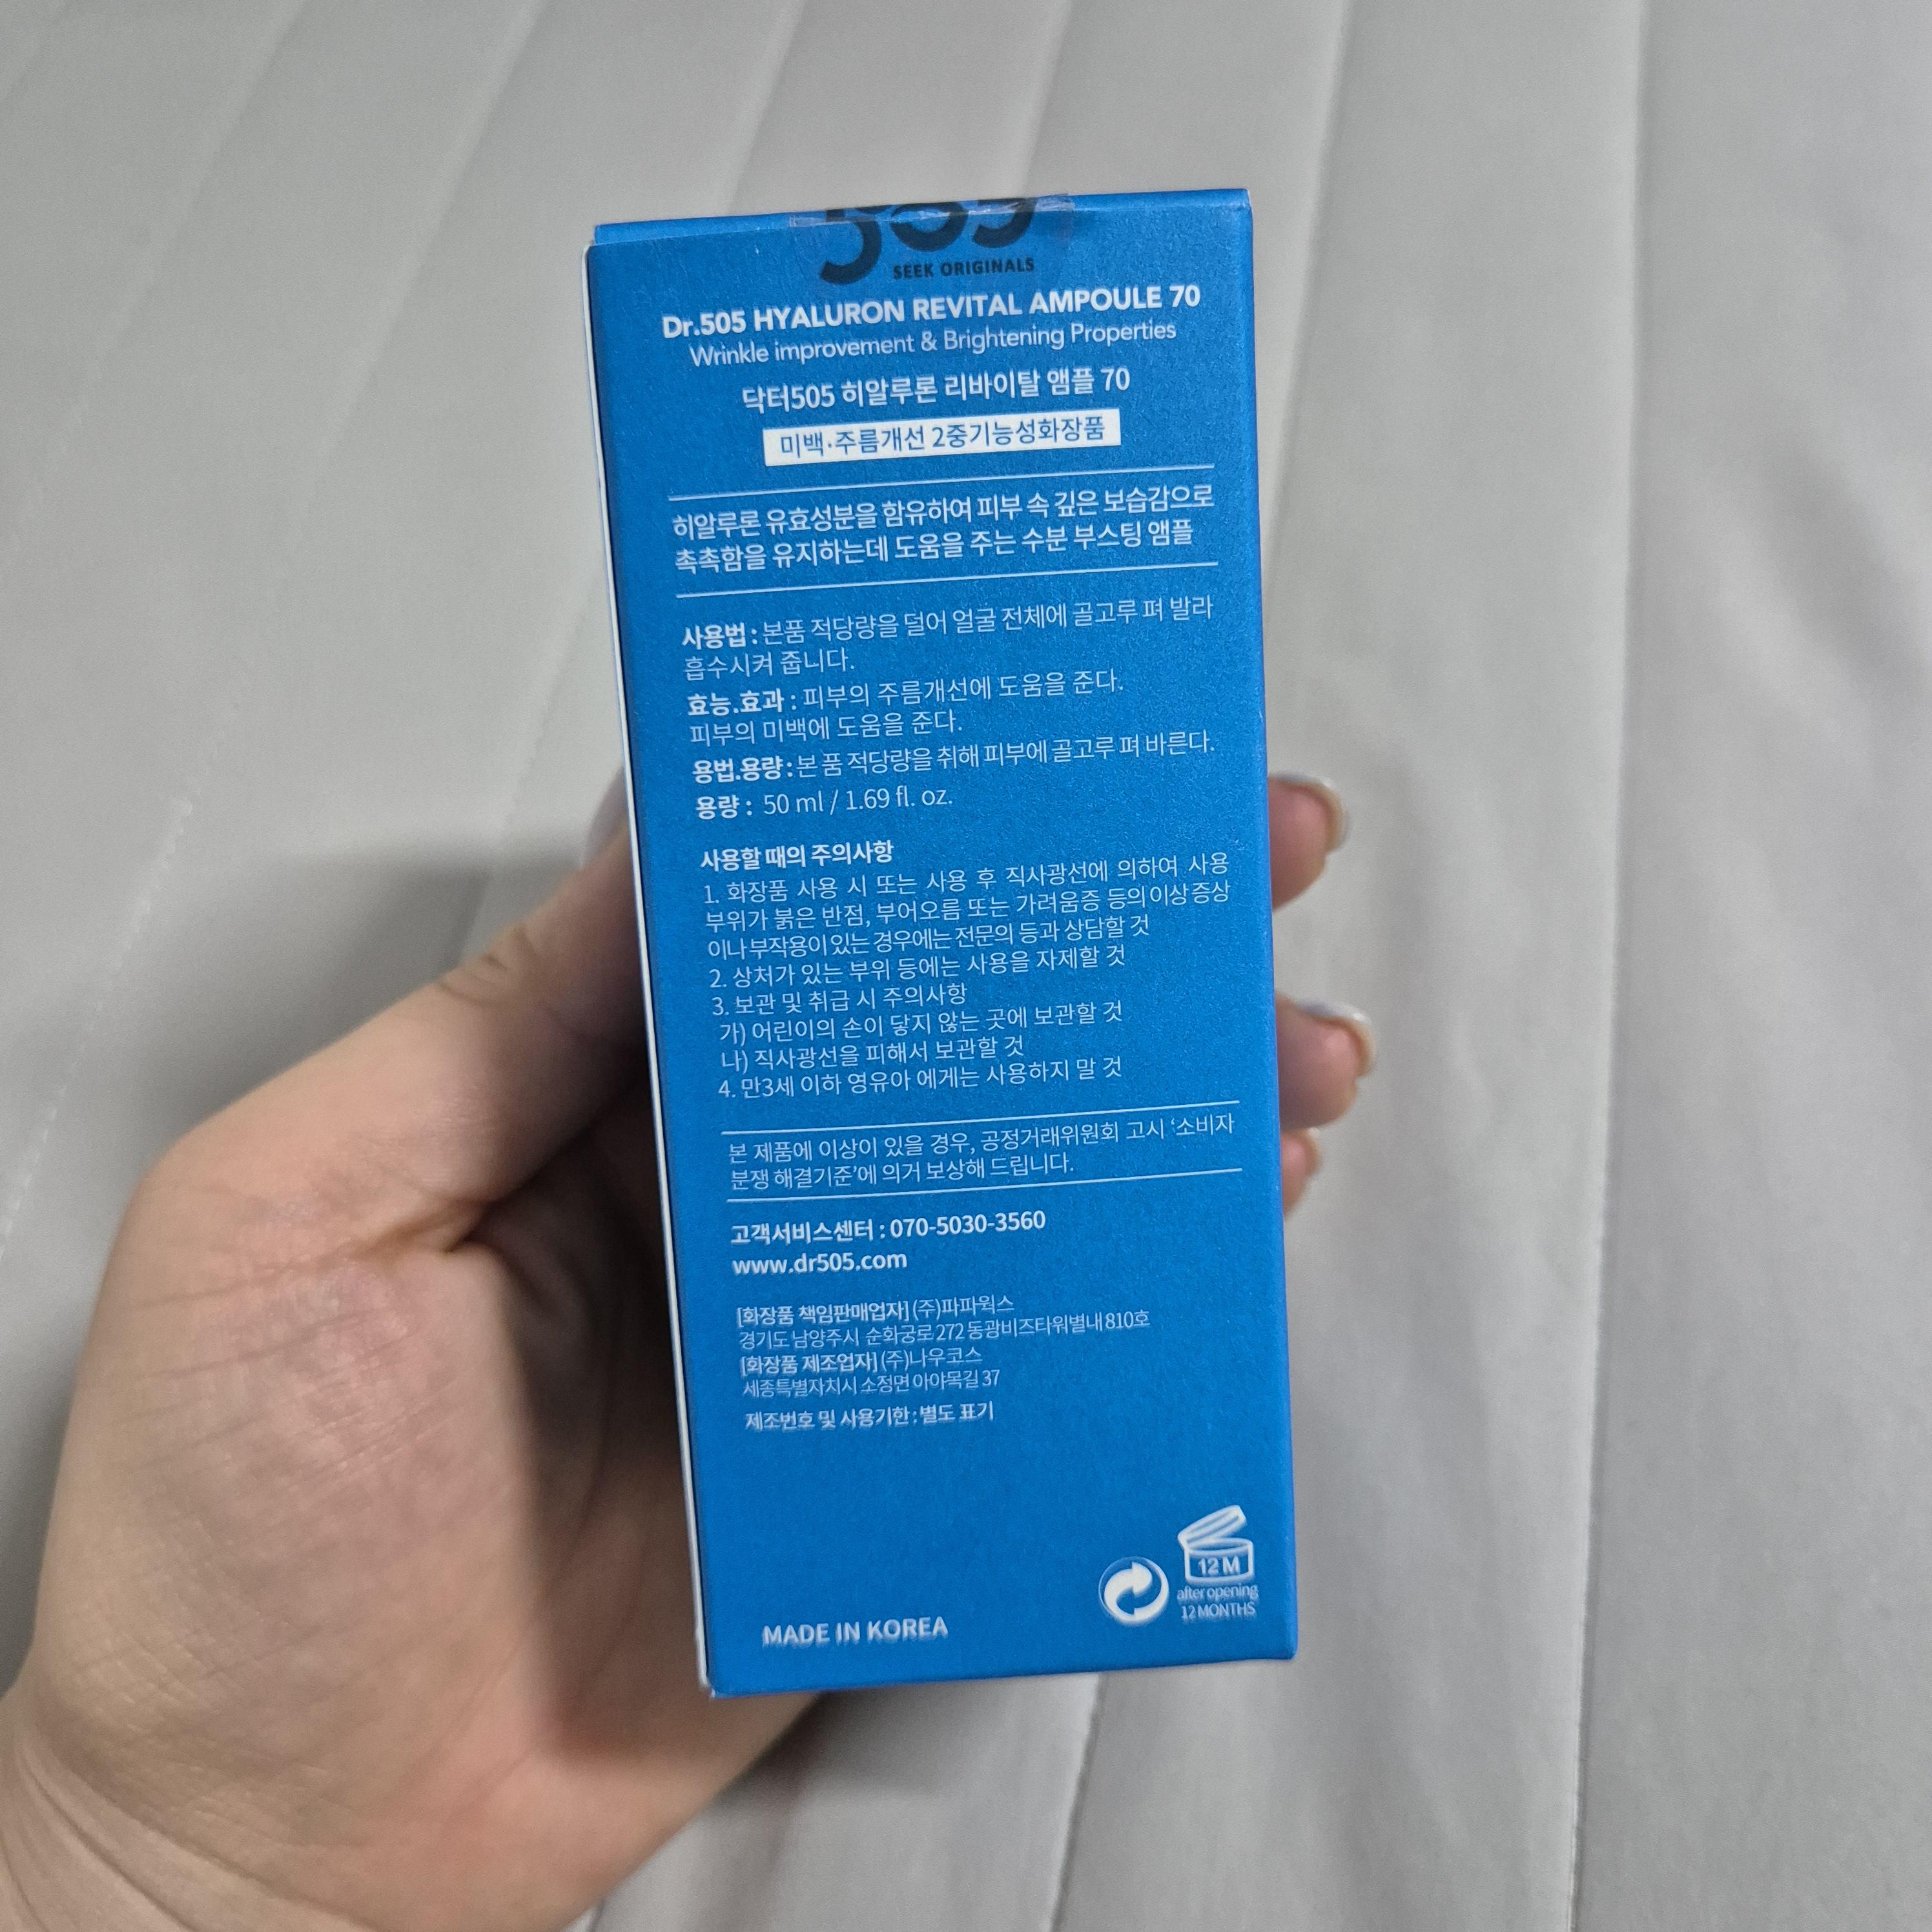 505
SEEK ORIGINALS
Dr.505 HYALURON REVITAL AMPOULE 70
Wrinkle improvement & Brightening Properties
닥터505 히알루론 리바이탈 앰플 70
미백·주름개선 2중기능성화장품
히알루론 유효성분을 함유하여 피부 속 깊은 보습감으로
촉촉함을 유지하는데 도움을 주는 수분 부스팅 앰플
사용법 : 본품 적당량을 덜어 얼굴 전체에 골고루 펴 발라
흡수시켜 줍니다.
효능.효과 : 피부의 주름개선에 도움을 준다.
피부의 미백에 도움을 준다.
용법.용량 : 본 품 적당량을 취해 피부에 골고루 펴 바른다.
용량 : 50 ml / 1.69 fl. oz.
사용할 때의 주의사항
1. 화장품 사용 시 또는 사용 후 직사광선에 의하여 사용
부위가 붉은 반점, 부어오름 또는 가려움증 등의 이상 증상
이나 부작용이 있는 경우에는 전문의 등과 상담할 것
2. 상처가 있는 부위 등에는 사용을 자제할 것
3. 보관 및 취급 시 주의사항
가) 어린이의 손이 닿지 않는 곳에 보관할 것
나) 직사광선을 피해서 보관할 것
4. 만3세 이하 영유아 에게는 사용하지 말 것
본 제품에 이상이 있을 경우, 공정거래위원회 고시 '소비자
분쟁 해결기준'에 의거 보상해 드립니다.
고객서비스센터 : 070-5030-3560
www.dr505.com
[화장품 책임판매업자] (주)파파웍스
경기도 남양주시 순화궁로 272 동광비즈타워별내 810호
[화장품 제조업자] (주)나우코스
세종특별자치시 소정면 아야목길 37
제조번호 및 사용기한 : 별도 표기
12 M
after opening
12 MONTHS
MADE IN KOREA